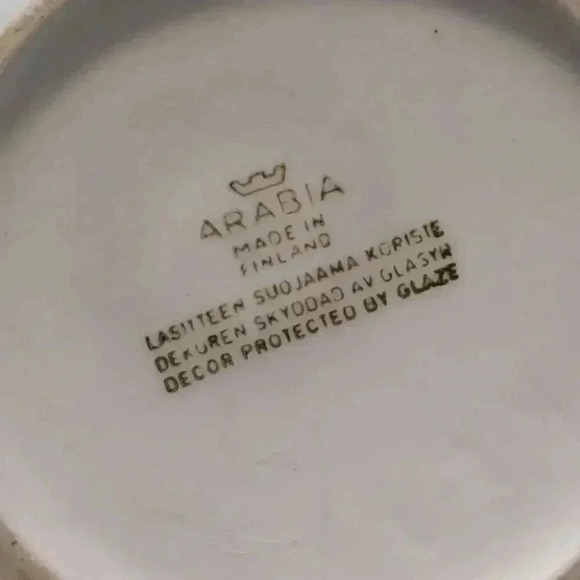 ARABIA
MADE IN
FINLAND
LASITTEEN SUOJAAMA KORISTE
DEKOREN SKYDDAD AV GLASYR
DECOR PROTECTED BY GLAZE